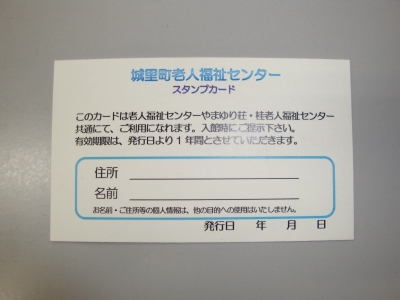 城里町老人福祉センター
スタンプカード
このカードは老人福祉センターやまゆり荘・桂老人福祉センター
共通にて、ご利用になれます。入館時にご提示下さい。
有効期限は、発行日より1年間とさせていただきます。
住所
名前
お名前・ご住所等の個人情報は、他の目的への使用はいたしません。
発行日　年　月　日